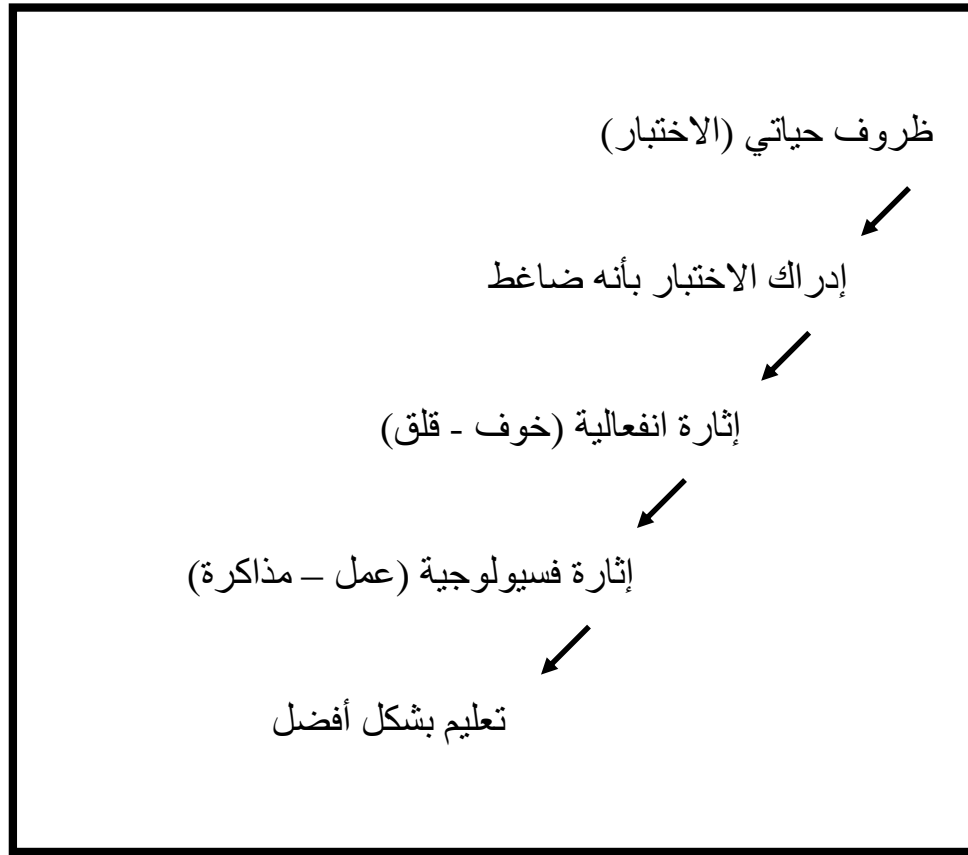 ظروف حياتي (الاختبار)
إدراك الاختبار بأنه ضاغط
إثارة انفعالية (خوف - قلق)
إثارة فسيولوجية (عمل – مذاكرة)
تعليم بشكل أفضل